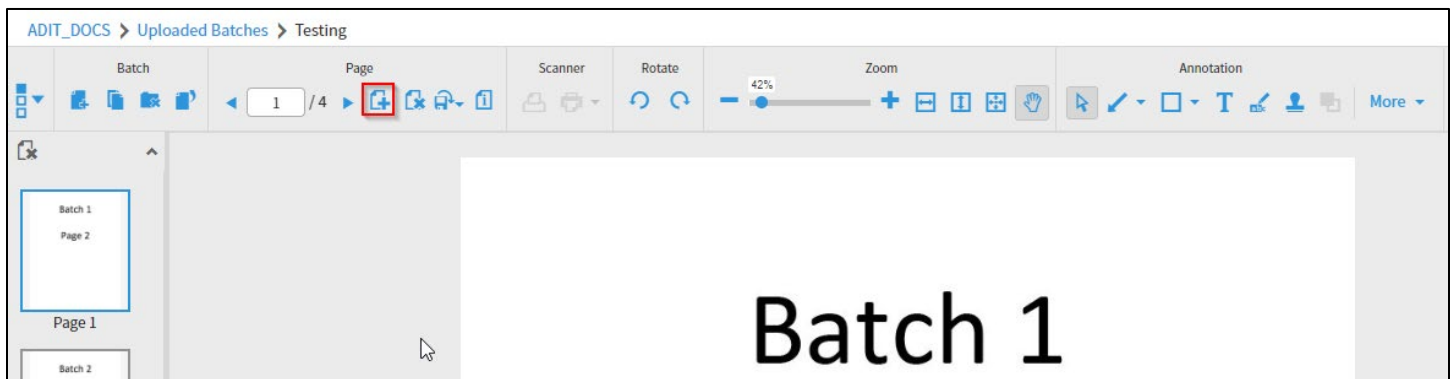 ADIT_DOCS > Uploaded Batches > Testing
Batch Page Scanner Rotate Zoom Annotation
1 / 4 42% T abc More
Batch 1
Page 2
Page 1
Batch 2
Batch 1